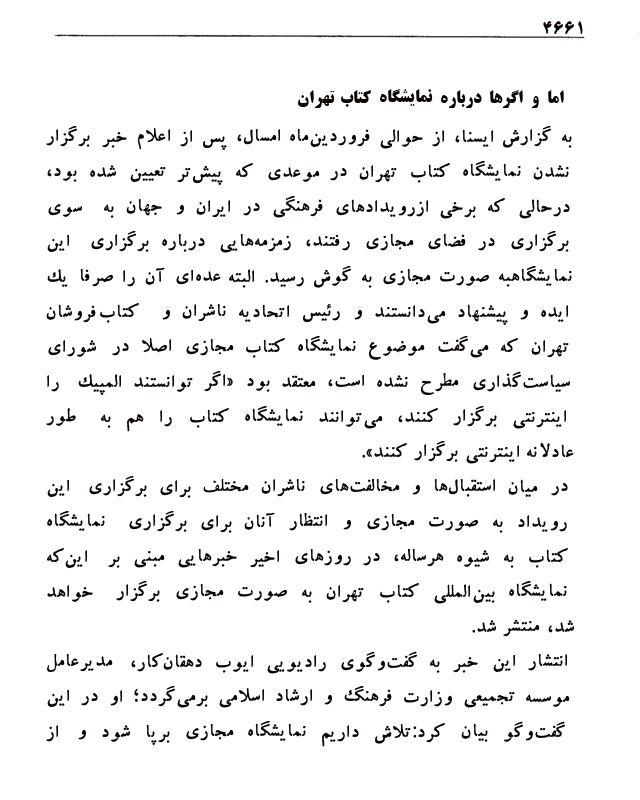 ۴۶۶۱
اما و اگرها درباره نمایشگاه کتاب تهران
به گزارش ایسنا، از حوالی فروردین‌ماه امسال، پس از اعلام خبر برگزار
نشدن نمایشگاه کتاب تهران در موعدی که پیش‌تر تعیین شده بود،
درحالی که برخی ازرویدادهای فرهنگی در ایران و جهان به سوی
برگزاری در فضای مجازی رفتند، زمزمه‌هایی درباره برگزاری این
نمایشگاهبه صورت مجازی به گوش رسید. البته عده‌ای آن را صرفا یك
ایده و پیشنهاد می‌دانستند و رئیس اتحادیه ناشران و کتاب‌فروشان
تهران که می‌گفت موضوع نمایشگاه کتاب مجازی اصلا در شورای
سیاست‌گذاری مطرح نشده است، معتقد بود «اگر توانستند المپیك را
اینترنتی برگزار کنند، می‌توانند نمایشگاه کتاب را هم به طور
عادلانه اینترنتی برگزار کنند».
در میان استقبال‌ها و مخالفت‌های ناشران مختلف برای برگزاری این
رویداد به صورت مجازی و انتظار آنان برای برگزاری نمایشگاه
کتاب به شیوه هرساله، در روزهای اخیر خبرهایی مبنی بر این‌که
نمایشگاه بین‌المللی کتاب تهران به صورت مجازی برگزار خواهد
شد، منتشر شد.
انتشار این خبر به گفت‌وگوی رادیویی ایوب دهقان‌کار، مدیرعامل
موسسه تجمیعی وزارت فرهنگ و ارشاد اسلامی برمی‌گردد؛ او در این
گفت‌وگو بیان کرد:تلاش داریم نمایشگاه مجازی برپا شود و از